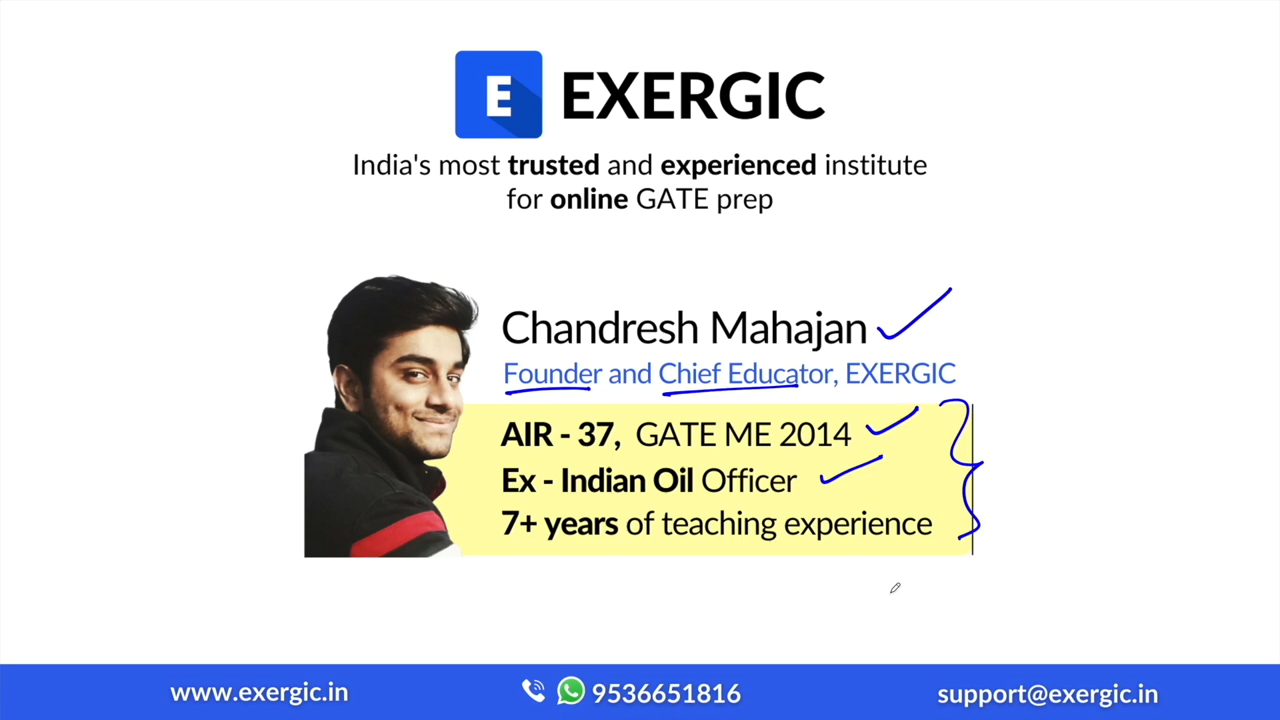 E EXERGIC
India's most trusted and experienced institute
for online GATE prep
Chandresh Mahajan
Founder and Chief Educator, EXERGIC
AIR - 37, GATE ME 2014
Ex - Indian Oil Officer
7+ years of teaching experience
www.exergic.in 9536651816 support@exergic.in